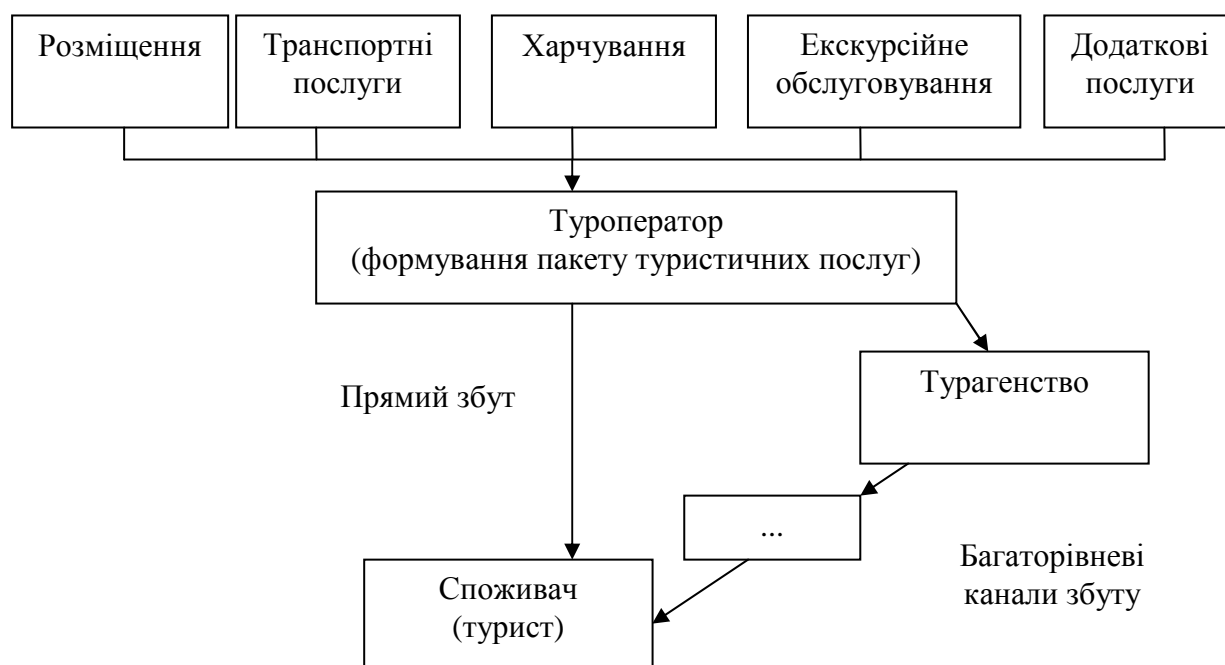 Розміщення
Транспортні
послуги
Харчування
Екскурсійне
обслуговування
Додаткові
послуги
Туроператор
(формування пакету туристичних послуг)
Прямий збут
Турагенство
...
Багаторівневі
канали збуту
Споживач
(турист)